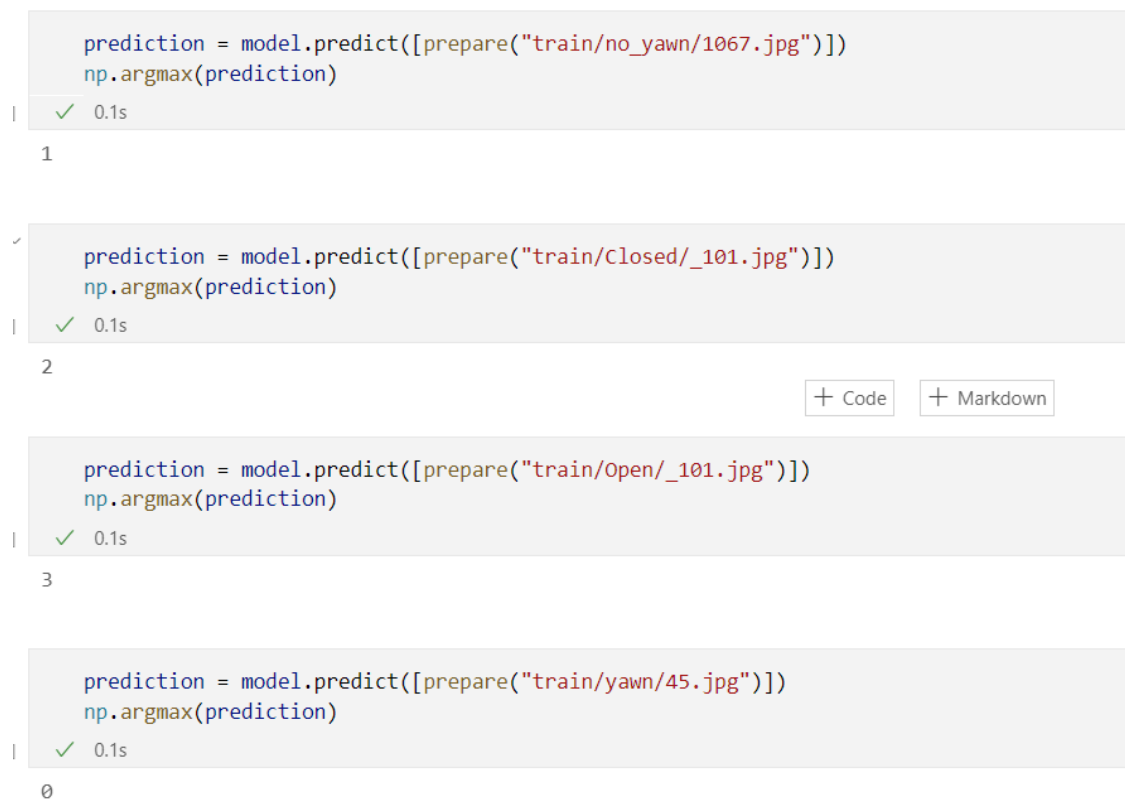 prediction = model.predict([prepare("train/no_yawn/1067.jpg")])
np.argmax(prediction)
✓ 0.1s
1
prediction = model.predict([prepare("train/Closed/_101.jpg")])
np.argmax(prediction)
✓ 0.1s
2
+ Code + Markdown
prediction = model.predict([prepare("train/Open/_101.jpg")])
np.argmax(prediction)
✓ 0.1s
3
prediction = model.predict([prepare("train/yawn/45.jpg")])
np.argmax(prediction)
✓ 0.1s
0